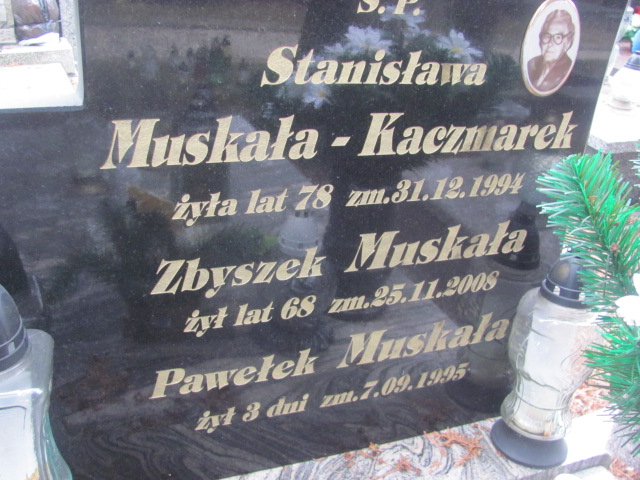 Ś. P.
Stanisława
Muskała - Kaczmarek
żyła lat 78 zm.31.12.1994
Zbyszek Muskała
żył lat 68 zm.25.11.2008
Pawełek Muskała
żył 3 dni zm.7.09.1995